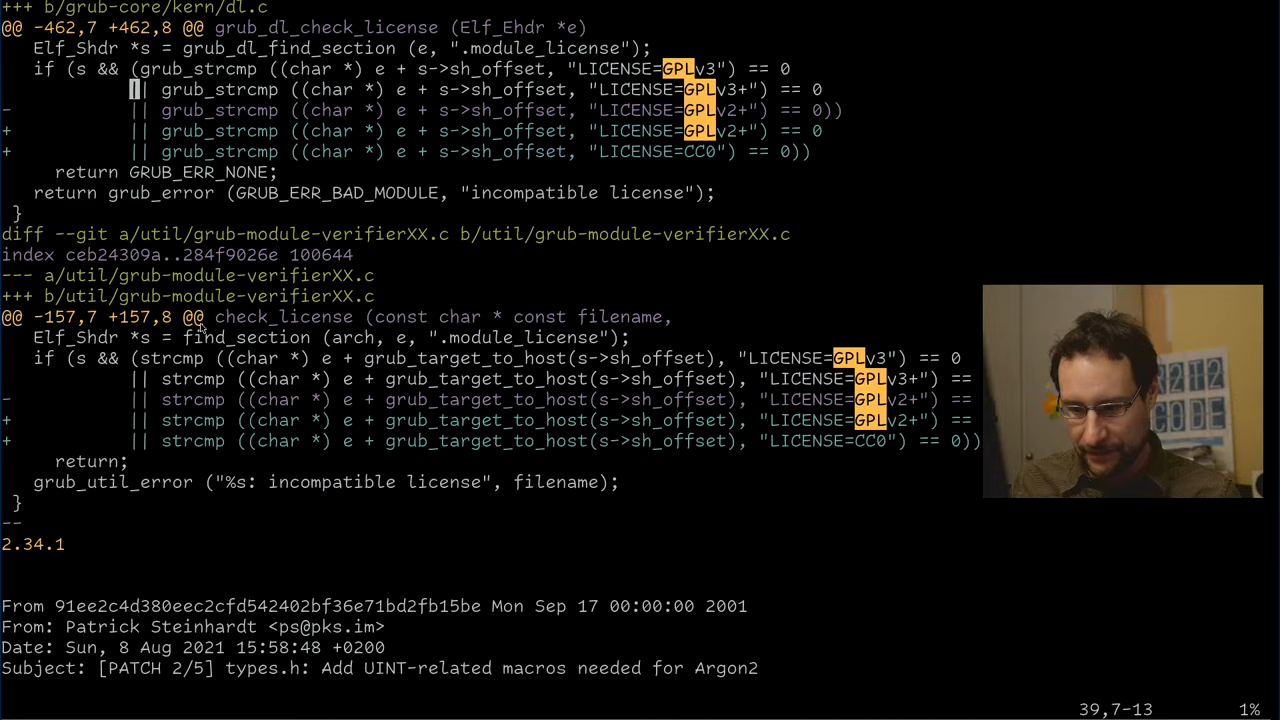 +++ b/grub-core/kern/dl.c
@@ -462,7 +462,8 @@ grub_dl_check_license (Elf_Ehdr *e)
   Elf_Shdr *s = grub_dl_find_section (e, ".module_license");
   if (s && (grub_strcmp ((char *) e + s->sh_offset, "LICENSE=GPLv3") == 0
            || grub_strcmp ((char *) e + s->sh_offset, "LICENSE=GPLv3+") == 0
-           || grub_strcmp ((char *) e + s->sh_offset, "LICENSE=GPLv2+") == 0))
+           || grub_strcmp ((char *) e + s->sh_offset, "LICENSE=GPLv2+") == 0
+           || grub_strcmp ((char *) e + s->sh_offset, "LICENSE=CC0") == 0))
     return GRUB_ERR_NONE;
   return grub_error (GRUB_ERR_BAD_MODULE, "incompatible license");
 }
diff --git a/util/grub-module-verifierXX.c b/util/grub-module-verifierXX.c
index ceb24309a..284f9026e 100644
--- a/util/grub-module-verifierXX.c
+++ b/util/grub-module-verifierXX.c
@@ -157,7 +157,8 @@ check_license (const char * const filename,
   Elf_Shdr *s = find_section (arch, e, ".module_license");
   if (s && (strcmp ((char *) e + grub_target_to_host(s->sh_offset), "LICENSE=GPLv3") == 0
            || strcmp ((char *) e + grub_target_to_host(s->sh_offset), "LICENSE=GPLv3+") ==
-           || strcmp ((char *) e + grub_target_to_host(s->sh_offset), "LICENSE=GPLv2+") ==
+           || strcmp ((char *) e + grub_target_to_host(s->sh_offset), "LICENSE=GPLv2+") ==
+           || strcmp ((char *) e + grub_target_to_host(s->sh_offset), "LICENSE=CC0") == 0))
     return;
   grub_util_error ("%s: incompatible license", filename);
 }
--
2.34.1
From 91ee2c4d380eec2cfd542402bf36e71bd2fb15be Mon Sep 17 00:00:00 2001
From: Patrick Steinhardt <ps@pks.im>
Date: Sun, 8 Aug 2021 15:58:48 +0200
Subject: [PATCH 2/5] types.h: Add UINT-related macros needed for Argon2
39,7-13 1%
CODE